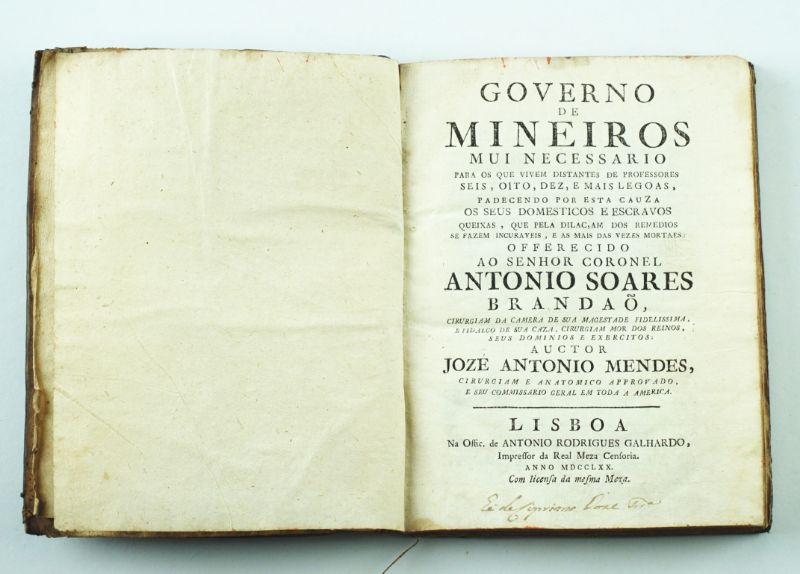 GOVERNO
DE
MINEIROS
MUI NECESSARIO
PARA OS QUE VIVEM DISTANTES DE PROFESSORES
SEIS, OITO, DEZ, E MAIS LEGOAS,
PADECENDO POR ESTA CAUZA
OS SEUS DOMESTICOS E ESCRAVOS
QUEIXAS, QUE PELA DILAC,AM DOS REMEDIOS
SE FAZEM INCURAVEIS, E AS MAIS DAS VEZES MORTAES:
OFFERECIDO
AO SENHOR CORONEL
ANTONIO SOARES
BRANDAÕ,
CIRURGIAM DA CAMERA DE SUA MAGESTADE FIDELISSIMA,
E FIDALGO DE SUA CAZA, CIRURGIAM MOR DOS REINOS,
SEUS DOMINIOS E EXERCITOS:
AUCTOR
JOZÉ ANTONIO MENDES,
CIRURGIAM E ANATOMICO APPROVADO,
E SEU COMMISSARIO GERAL EM TODA A AMERICA.
LISBOA
Na Offic. de ANTONIO RODRIGUES GALHARDO,
Impreſſor da Real Meza Cenſoria.
ANNO MDCCLXX.
Com licenſa da meſma Meza.